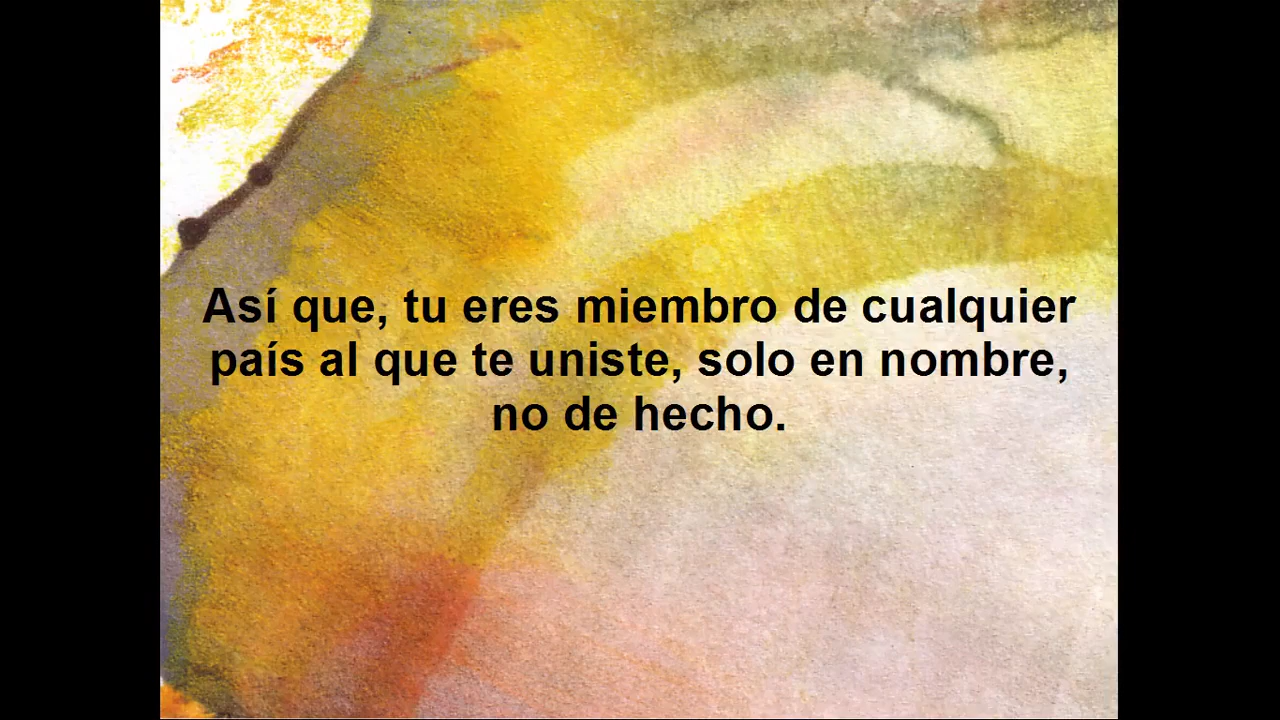 Así que, tu eres miembro de cualquier
país al que te uniste, solo en nombre,
no de hecho.